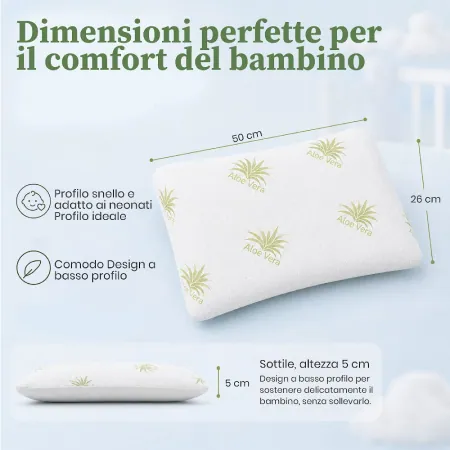 Dimensioni perfette per
il comfort del bambino
50 cm
Aloe Vera
Aloe Vera
26 cm
Profilo snello e
adatto ai neonati
Profilo ideale
Aloe Vera
Aloe Vera
Comodo Design a
basso profilo
Sottile, altezza 5 cm
5 cm
Design a basso profilo per
sostenere delicatamente il
bambino, senza sollevarlo.